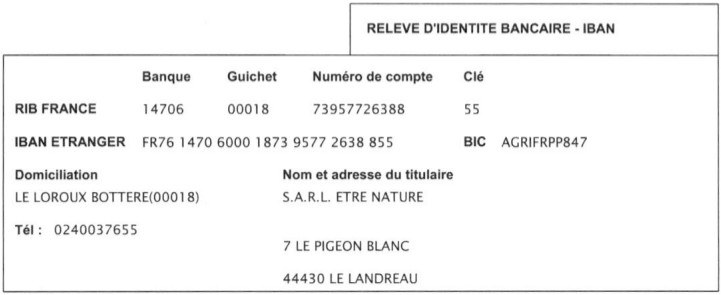 RELEVE D'IDENTITE BANCAIRE - IBAN
Banque Guichet Numéro de compte Clé
RIB FRANCE 14706 00018 73957726388 55
IBAN ETRANGER FR76 1470 6000 1873 9577 2638 855 BIC AGRIFRPP847
Domiciliation Nom et adresse du titulaire
LE LOROUX BOTTERE(00018) S.A.R.L. ETRE NATURE
Tél : 0240037655
7 LE PIGEON BLANC
44430 LE LANDREAU